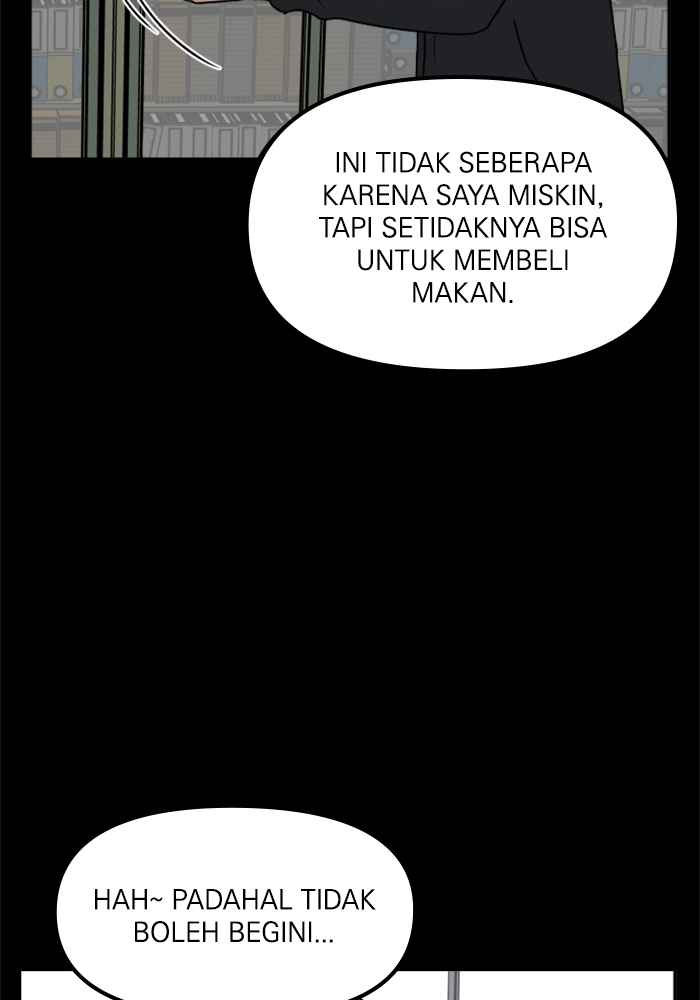 INI TIDAK SEBERAPA
KARENA SAYA MISKIN,
TAPI SETIDAKNYA BISA
UNTUK MEMBELI
MAKAN.
HAH~ PADAHAL TIDAK
BOLEH BEGINI...